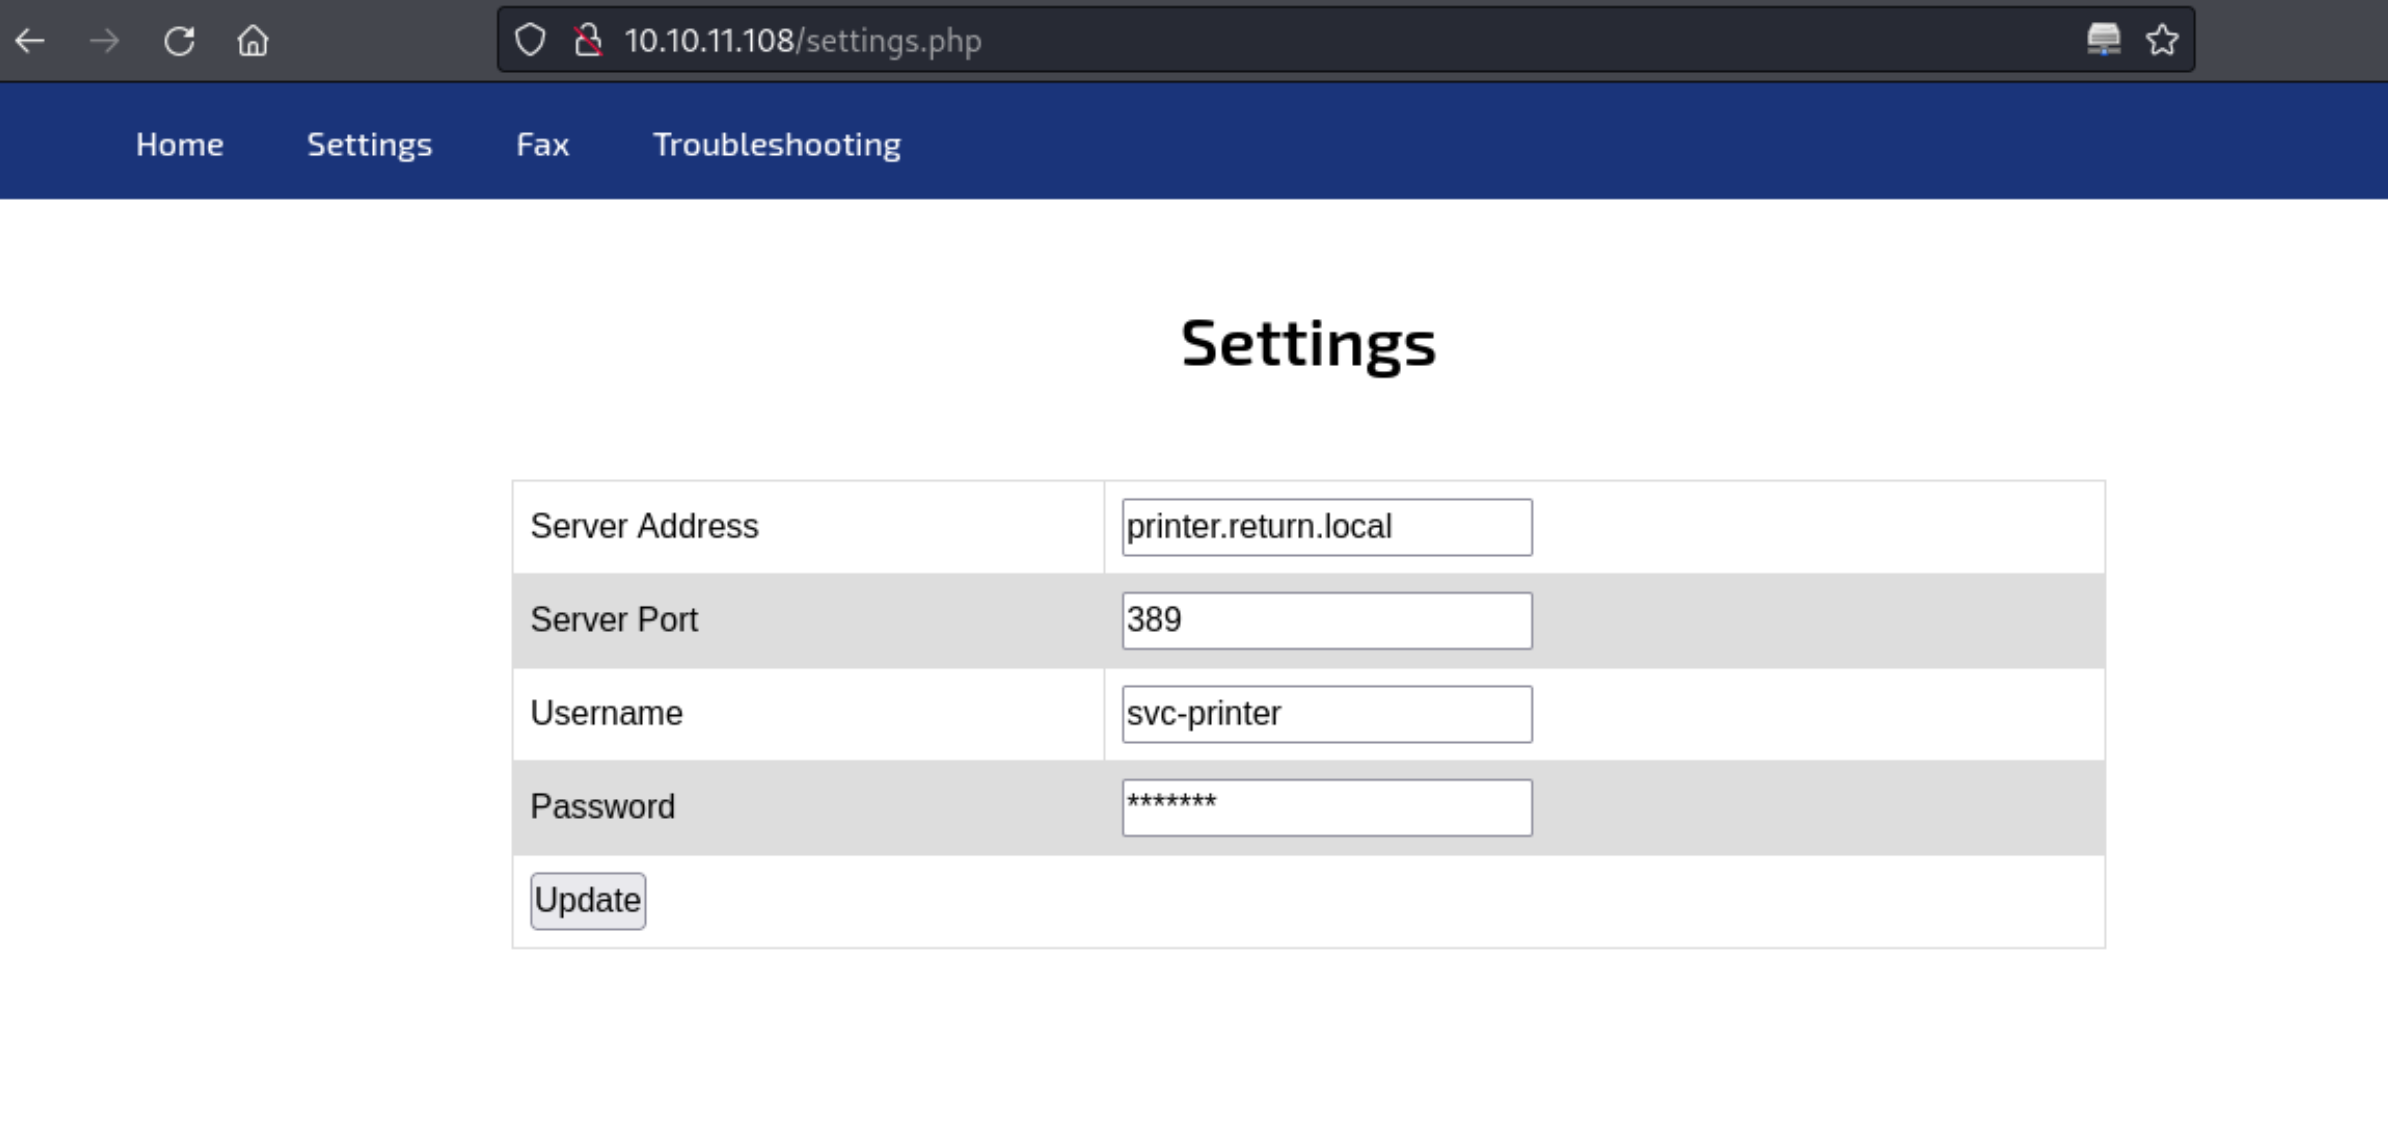 10.10.11.108/settings.php
Home Settings Fax Troubleshooting
Settings
Server Address printer.return.local
Server Port 389
Username svc-printer
Password *******
Update